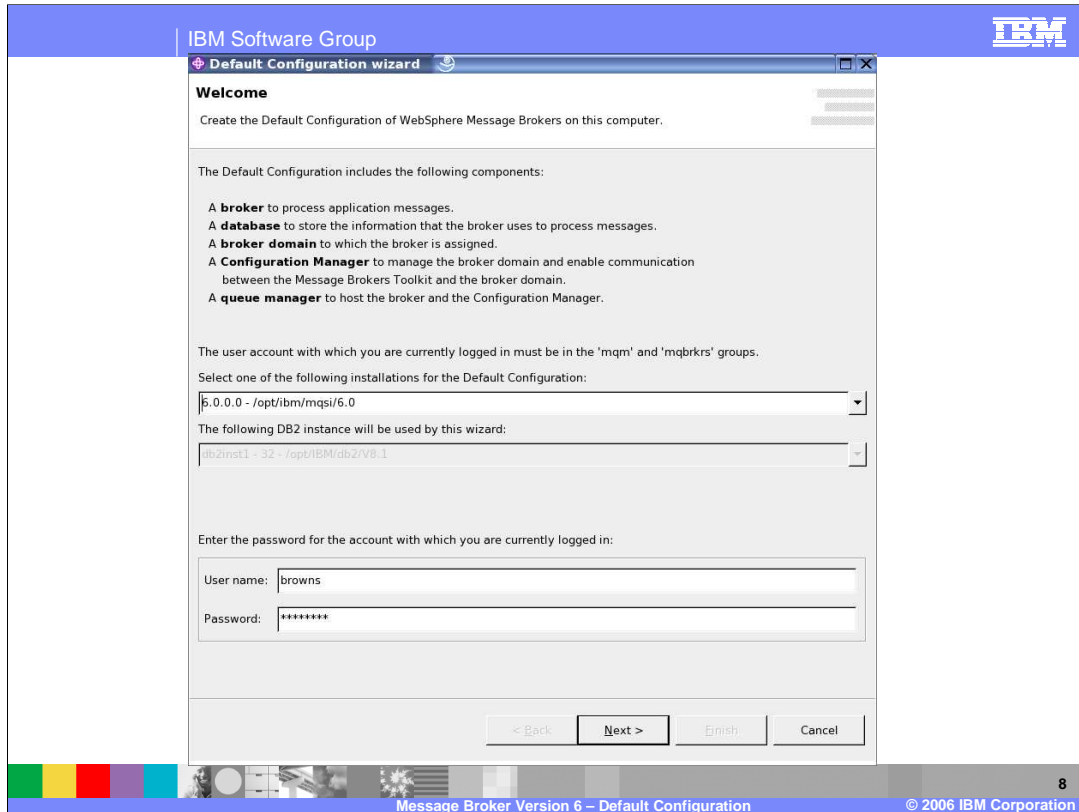 IBM Software Group
IBM
Default Configuration wizard
Welcome
Create the Default Configuration of WebSphere Message Brokers on this computer.
The Default Configuration includes the following components:
A broker to process application messages.
A database to store the information that the broker uses to process messages.
A broker domain to which the broker is assigned.
A Configuration Manager to manage the broker domain and enable communication
between the Message Brokers Toolkit and the broker domain.
A queue manager to host the broker and the Configuration Manager.
The user account with which you are currently logged in must be in the 'mqm' and 'mqbrkrs' groups.
Select one of the following installations for the Default Configuration:
6.0.0.0 - /opt/ibm/mqsi/6.0
The following DB2 instance will be used by this wizard:
db2inst1 - 32 - /opt/IBM/db2/V8.1
Enter the password for the account with which you are currently logged in:
User name: browns
Password: ********
< Back Next > Finish Cancel
8
Message Broker Version 6 – Default Configuration © 2006 IBM Corporation